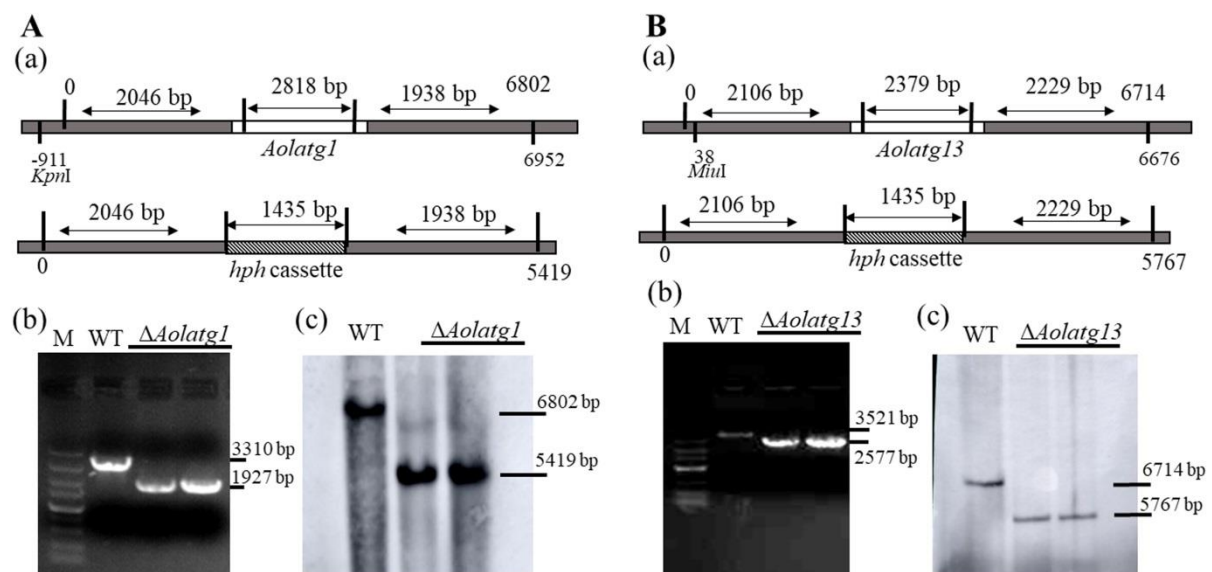 A
(a)
0
2046 bp
2818 bp
1938 bp
6802
Aolatg1
-911
KpnI
6952
2046 bp
1435 bp
1938 bp
0
hph cassette
5419
(b)
M
WT
ΔAolatg1
3310 bp
1927 bp
(c)
WT
ΔAolatg1
6802 bp
5419 bp
B
(a)
0
2106 bp
2379 bp
2229 bp
6714
Aolatg13
38
MiuI
6676
2106 bp
1435 bp
2229 bp
0
hph cassette
5767
(b)
M
WT
ΔAolatg13
3521 bp
2577 bp
(c)
WT
ΔAolatg13
6714 bp
5767 bp